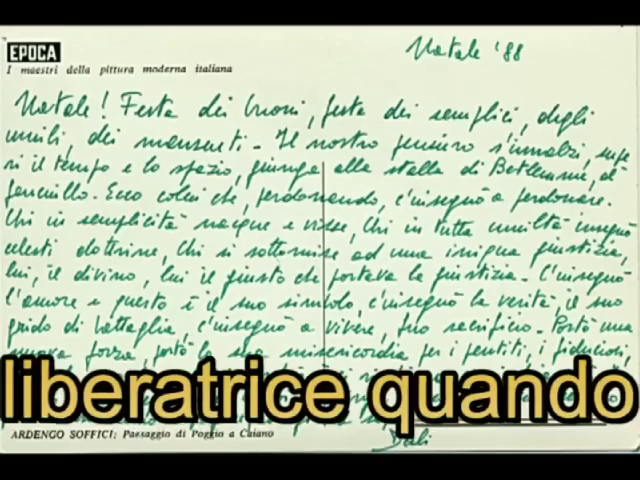 EPOCA
I maestri della pittura moderna italiana
Natale '88
Natale! Festa dei buoni, festa dei semplici, degli
umili, dei mansueti - Il nostro pensiero s'innalzi, supe
ri il tempo e lo spazio, giunga alla stalla di Betlemme, al
fanciullo. Ecco colui che, perdonando, c'insegnò a perdonare.
Chi in semplicità nacque e visse, Chi in tutta umiltà insegnò
celesti dottrine, Chi si sottomise ad una iniqua giustizia,
lui, il divino, lui il giusto che portava la giustizia - C'insegnò
l'amore e questo è il suo simbolo, c'insegnò la verità, il suo
grido di battaglia, c'insegnò a vivere, suo sacrificio - Portò una
nuova forza, portò la sua misericordia per i pentiti, i fiduciosi,
liberatrice quando
ARDENGO SOFFICI: Paesaggio di Poggio a Caiano